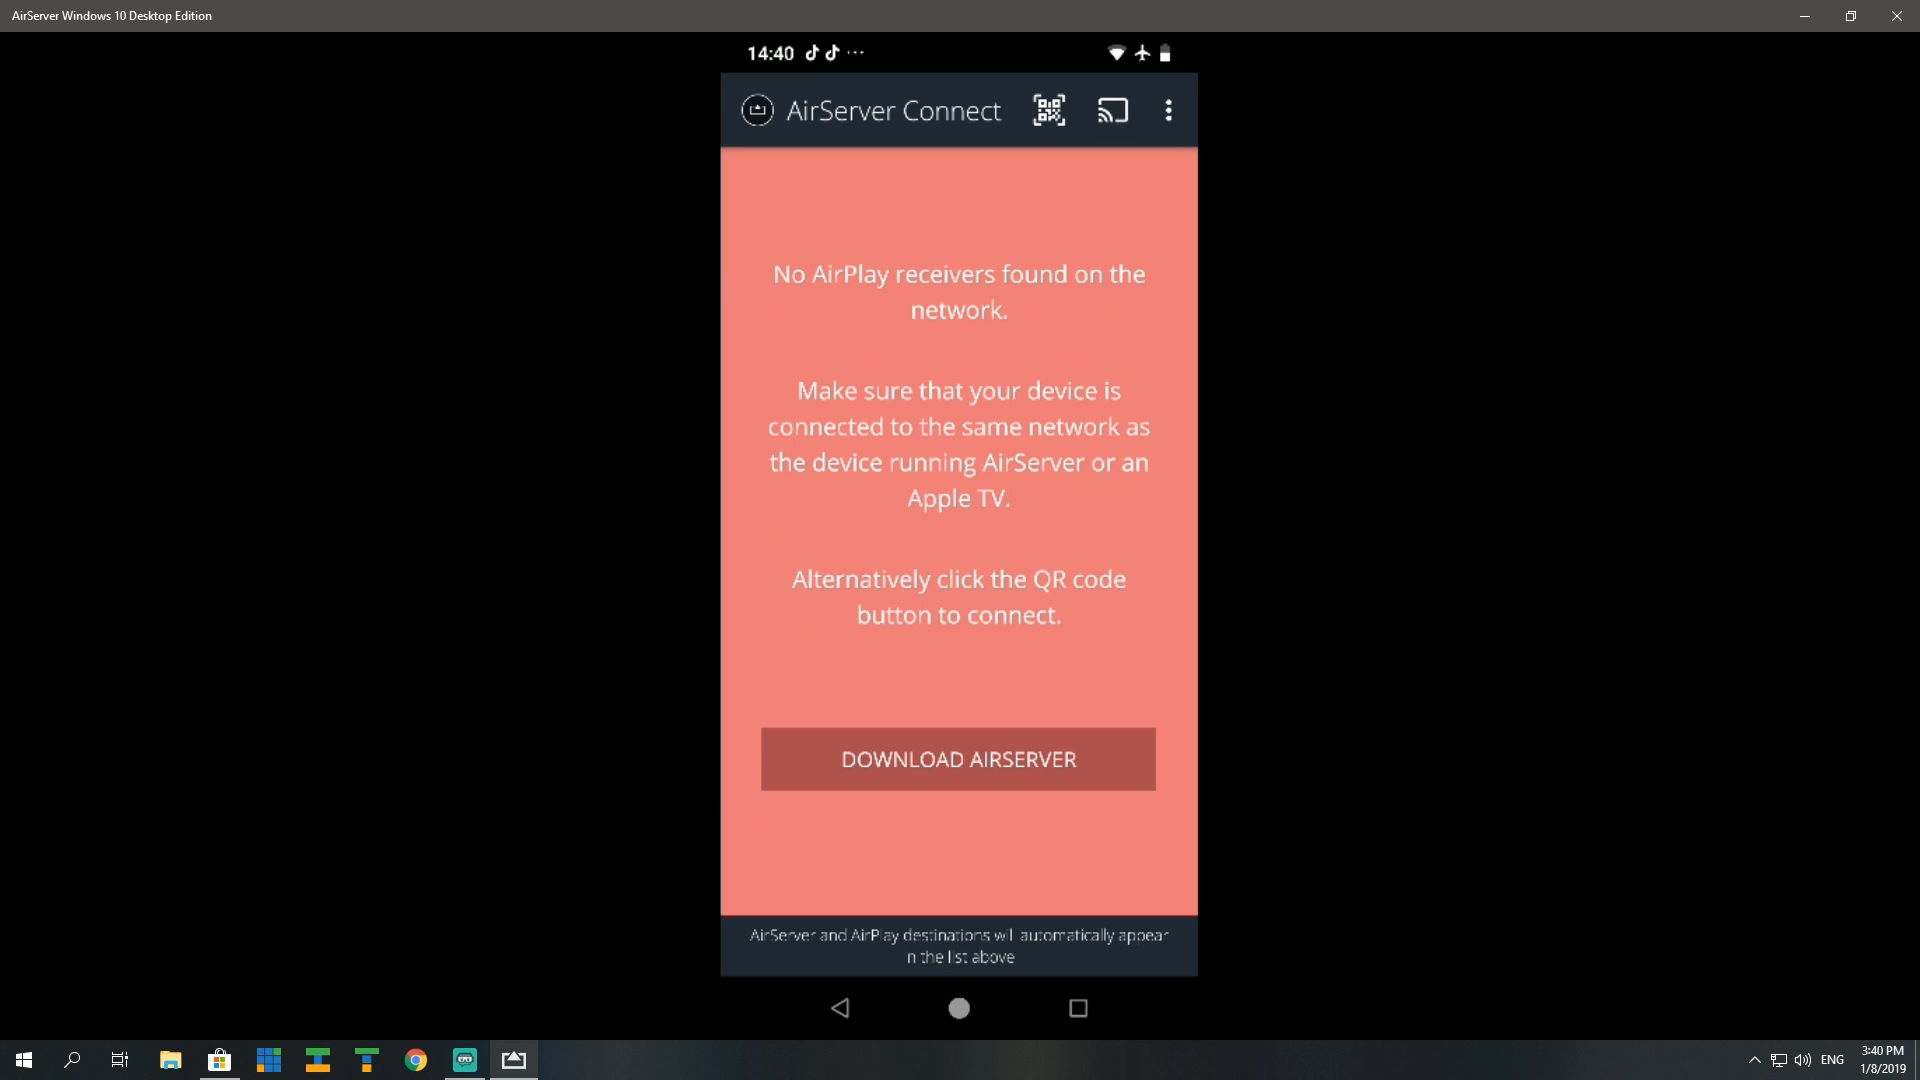 AirServer Windows 10 Desktop Edition
14:40
AirServer Connect
No AirPlay receivers found on the
network.
Make sure that your device is
connected to the same network as
the device running AirServer or an
Apple TV.
Alternatively click the QR code
button to connect.
DOWNLOAD AIRSERVER
AirServer and AirPlay destinations will automatically appear
in the list above
ENG
3:40 PM
1/8/2019